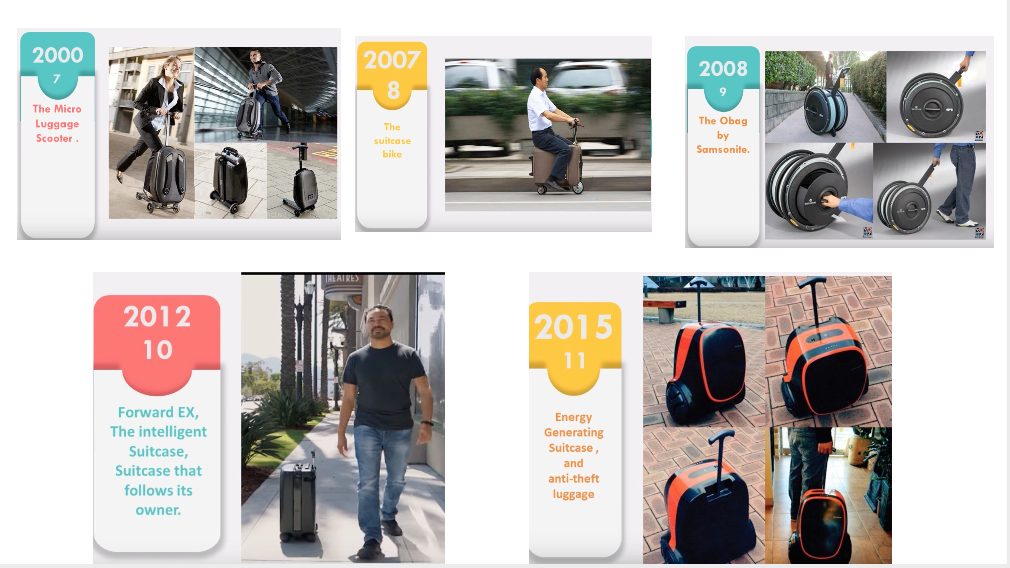 2000
7
The Micro
Luggage
Scooter .
2007
8
The
suitcase
bike
2008
9
The Obag
by
Samsonite.
2012
10
Forward EX,
The intelligent
Suitcase,
Suitcase that
follows its
owner.
THEATRES
2015
11
Energy
Generating
Suitcase ,
and
anti-theft
luggage